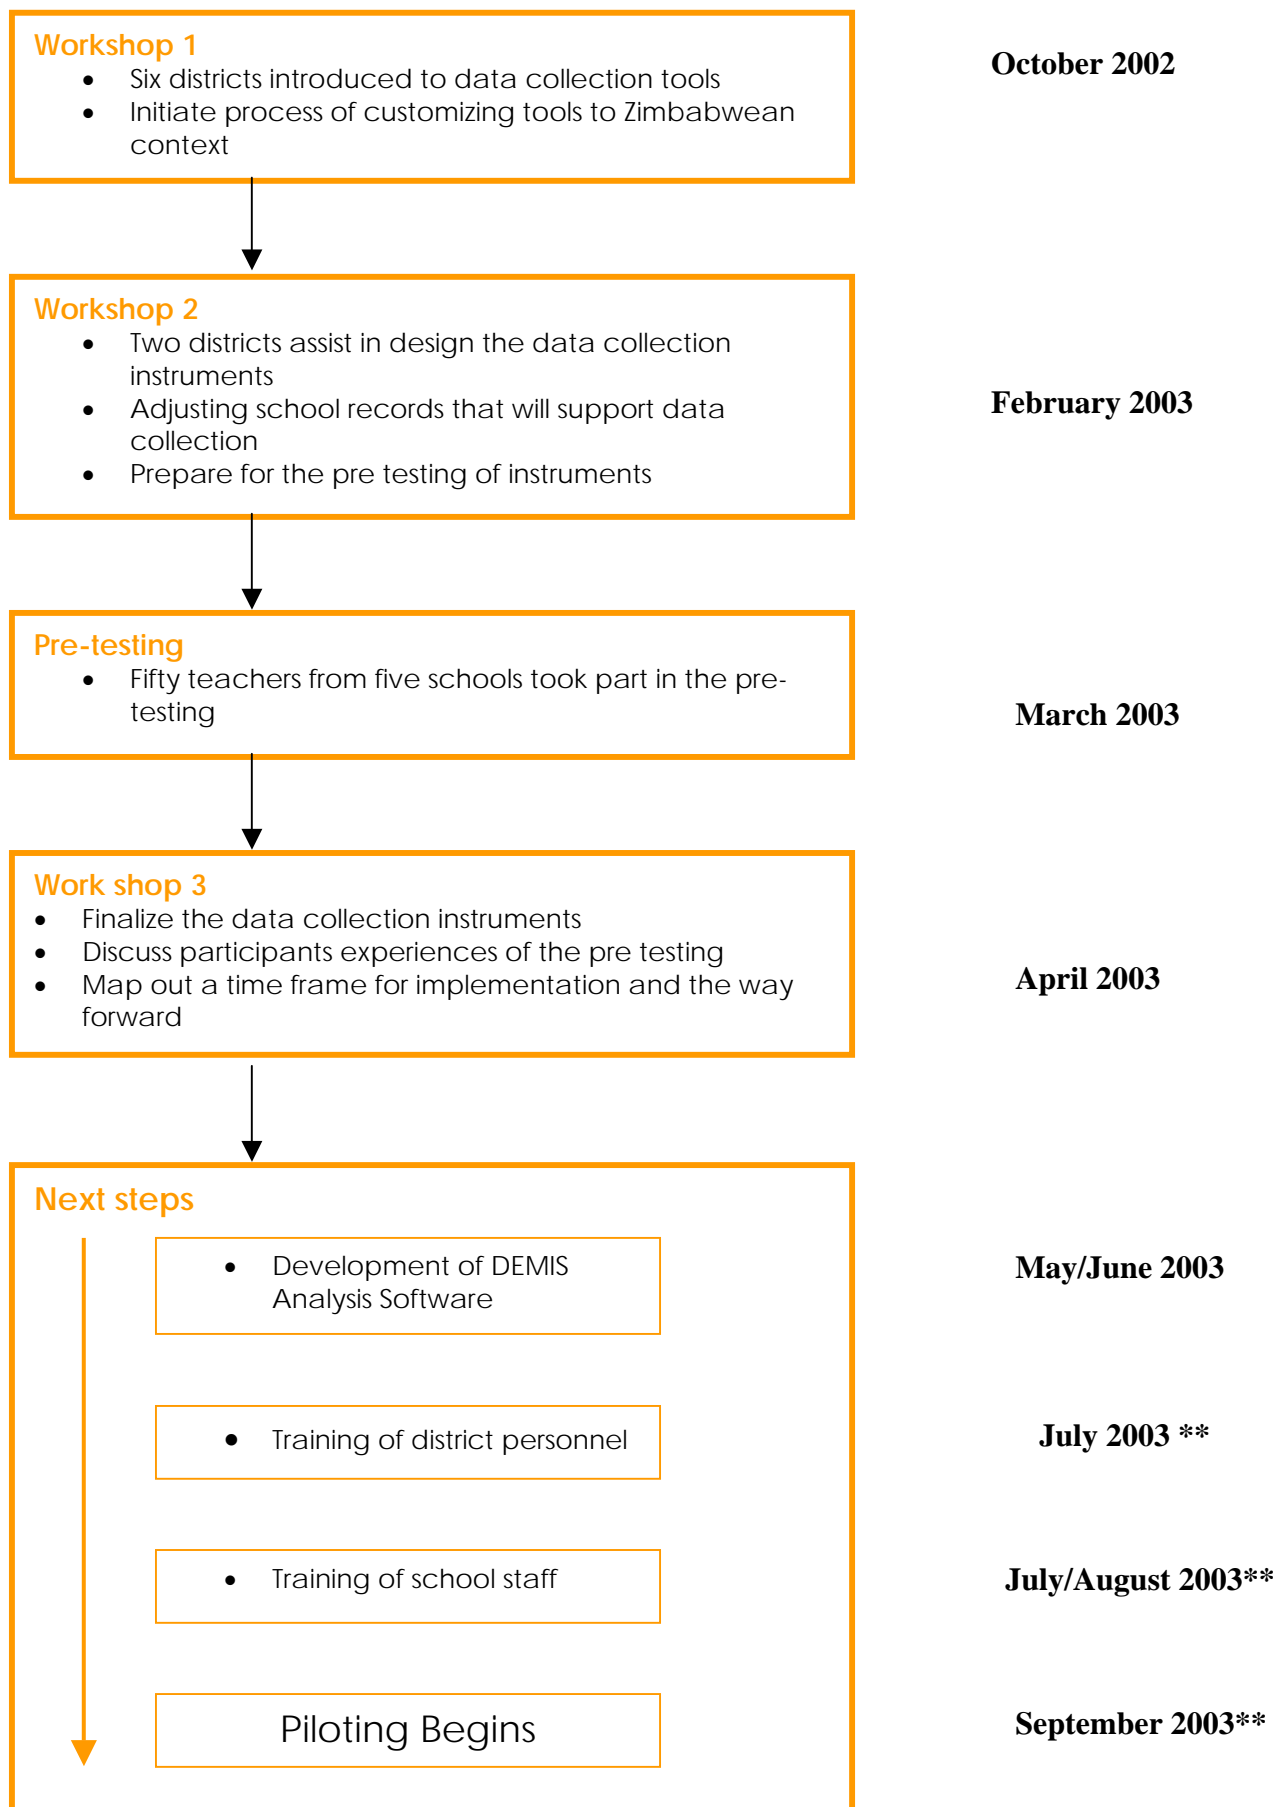 Workshop 1
• Six districts introduced to data collection tools
• Initiate process of customizing tools to Zimbabwean
context
October 2002
Workshop 2
• Two districts assist in design the data collection
instruments
• Adjusting school records that will support data
collection
• Prepare for the pre testing of instruments
February 2003
Pre-testing
• Fifty teachers from five schools took part in the pre-
testing
March 2003
Work shop 3
• Finalize the data collection instruments
• Discuss participants experiences of the pre testing
• Map out a time frame for implementation and the way
forward
April 2003
Next steps
• Development of DEMIS
Analysis Software
May/June 2003
• Training of district personnel
July 2003 **
• Training of school staff
July/August 2003**
Piloting Begins
September 2003**